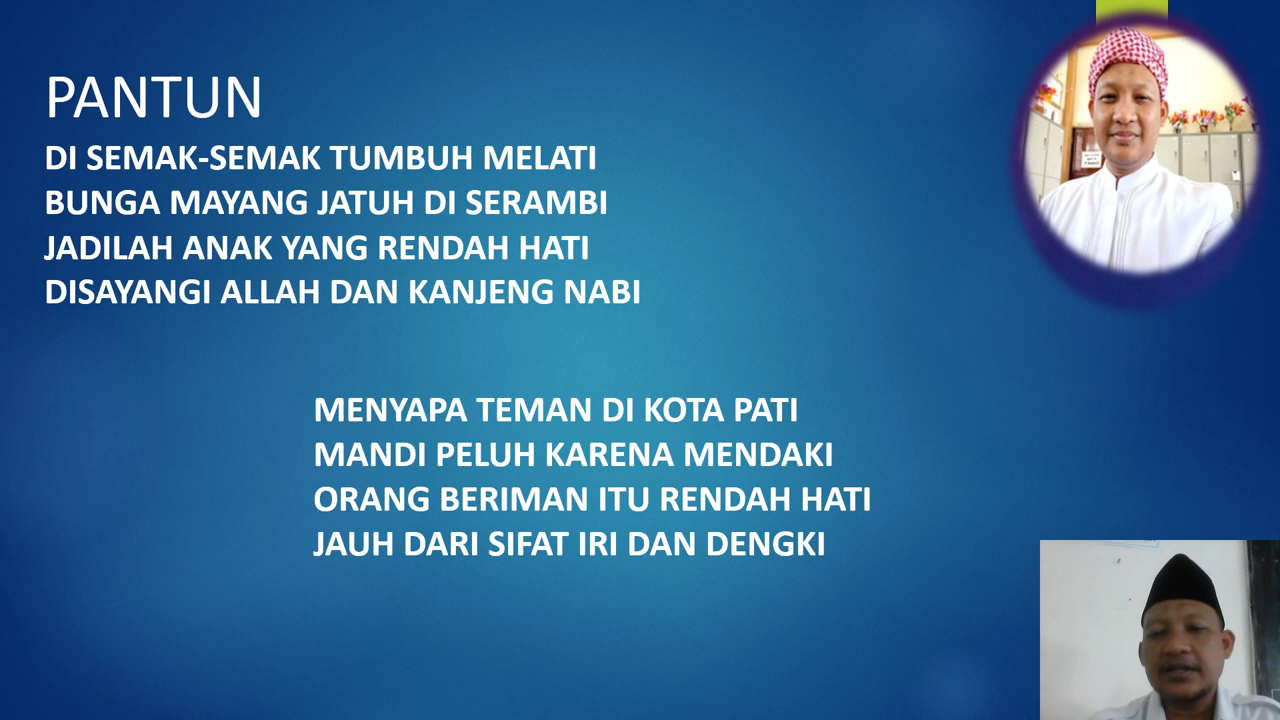 PANTUN
DI SEMAK-SEMAK TUMBUH MELATI
BUNGA MAYANG JATUH DI SERAMBI
JADILAH ANAK YANG RENDAH HATI
DISAYANGI ALLAH DAN KANJENG NABI
MENYAPA TEMAN DI KOTA PATI
MANDI PELUH KARENA MENDAKI
ORANG BERIMAN ITU RENDAH HATI
JAUH DARI SIFAT IRI DAN DENGKI